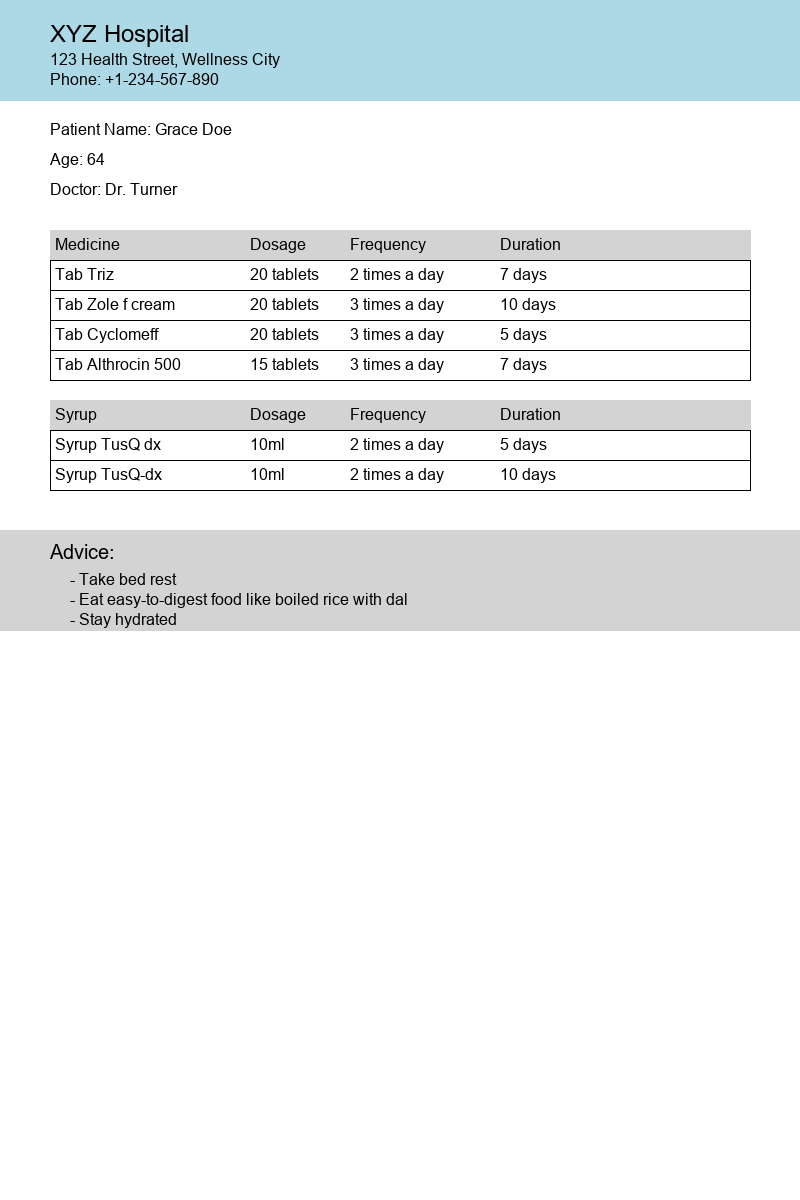 XYZ Hospital
123 Health Street, Wellness City
Phone: +1-234-567-890
Patient Name: Grace Doe
Age: 64
Doctor: Dr. Turner
Medicine Dosage Frequency Duration
Tab Triz 20 tablets 2 times a day 7 days
Tab Zole f cream 20 tablets 3 times a day 10 days
Tab Cyclomeff 20 tablets 3 times a day 5 days
Tab Althrocin 500 15 tablets 3 times a day 7 days
Syrup Dosage Frequency Duration
Syrup TusQ dx 10ml 2 times a day 5 days
Syrup TusQ-dx 10ml 2 times a day 10 days
Advice:
- Take bed rest
- Eat easy-to-digest food like boiled rice with dal
- Stay hydrated